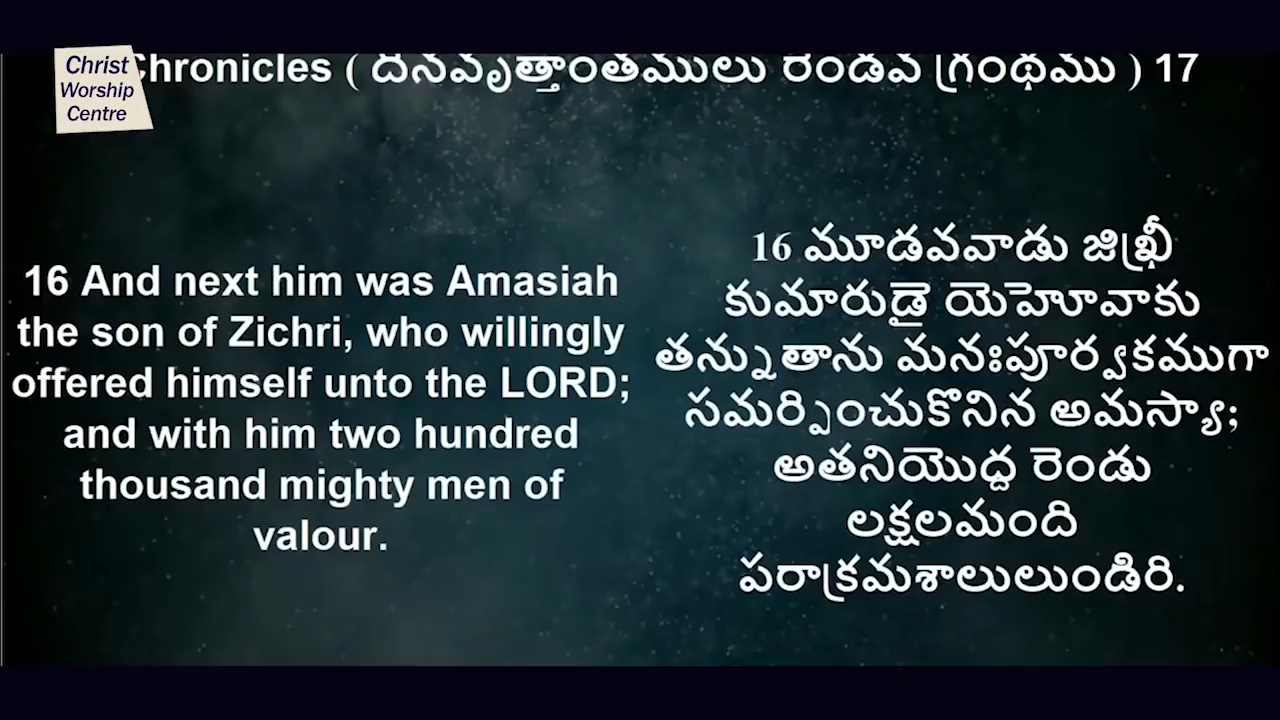 Christ
Worship
Centre
Chronicles ( దినవృత్తాంతములు రెండవ గ్రంథము ) 17
16 And next him was Amasiah
the son of Zichri, who willingly
offered himself unto the LORD;
and with him two hundred
thousand mighty men of
valour.
16 మూడవవాడు జిఖ్రీ
కుమారుడై యెహోవాకు
తన్నుతాను మనఃపూర్వకముగా
సమర్పించుకొనిన అమస్యా;
అతనియొద్ద రెండు
లక్షలమంది
పరాక్రమశాలులుండిరి.